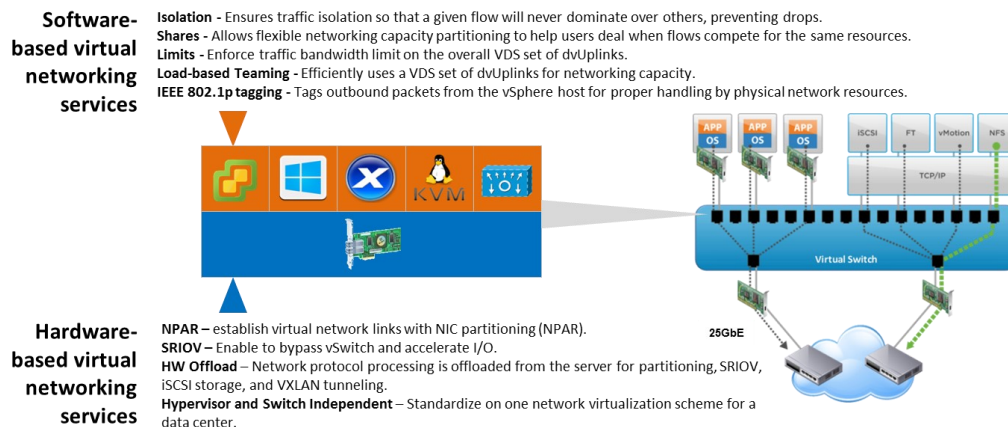 Software-
based virtual
networking
services
Isolation - Ensures traffic isolation so that a given flow will never dominate over others, preventing drops.
Shares - Allows flexible networking capacity partitioning to help users deal when flows compete for the same resources.
Limits - Enforce traffic bandwidth limit on the overall VDS set of dvUplinks.
Load-based Teaming - Efficiently uses a VDS set of dvUplinks for networking capacity.
IEEE 802.1p tagging - Tags outbound packets from the vSphere host for proper handling by physical network resources.
APP
OS
APP
OS
APP
OS
iSCSI
FT
vMotion
NFS
TCP/IP
KVM
Virtual Switch
25GbE
Hardware-
based virtual
networking
services
NPAR – establish virtual network links with NIC partitioning (NPAR).
SRIOV – Enable to bypass vSwitch and accelerate I/O.
HW Offload – Network protocol processing is offloaded from the server for partitioning, SRIOV,
iSCSI storage, and VXLAN tunneling.
Hypervisor and Switch Independent – Standardize on one network virtualization scheme for a
data center.